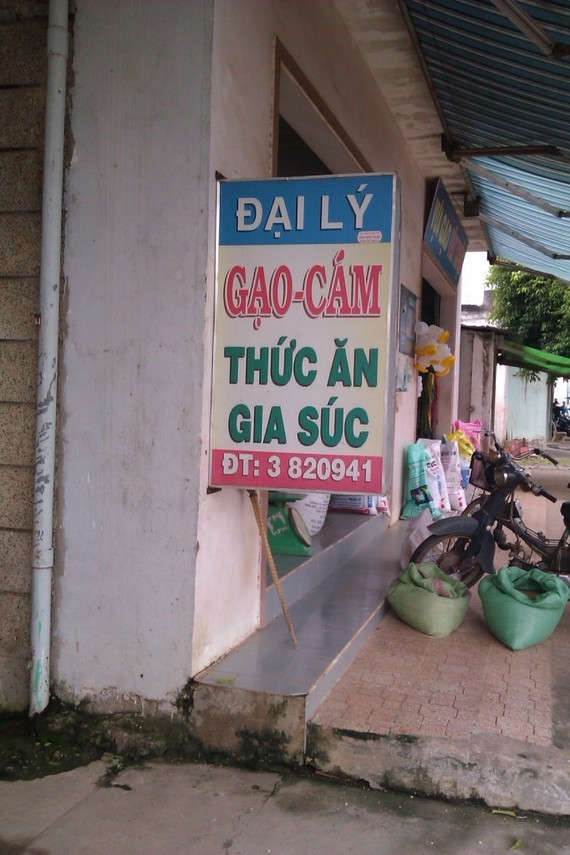 ĐẠI LÝ
GẠO-CÁM
THỨC ĂN
GIA SÚC
ĐT: 3 820941